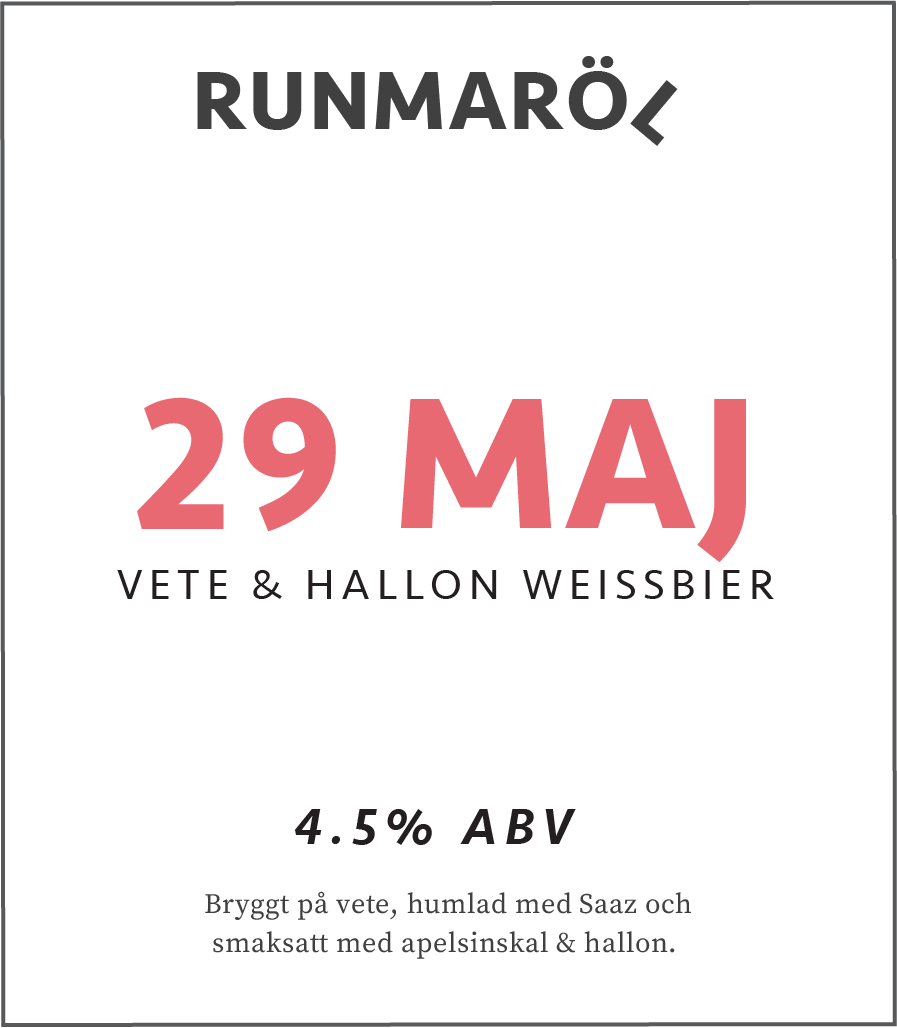 RUNMARÖL
29 MAJ
VETE & HALLON WEISSBIER
4.5% ABV
Bryggt på vete, humlad med Saaz och
smaksatt med apelsinskal & hallon.